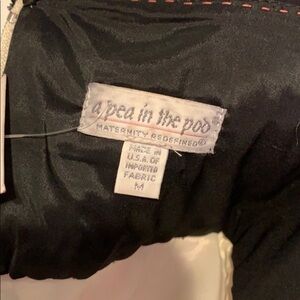 a pea in the pod
MATERNITY REDEFINED®
MADE IN
U.S.A. OF
IMPORTED
FABRIC
M